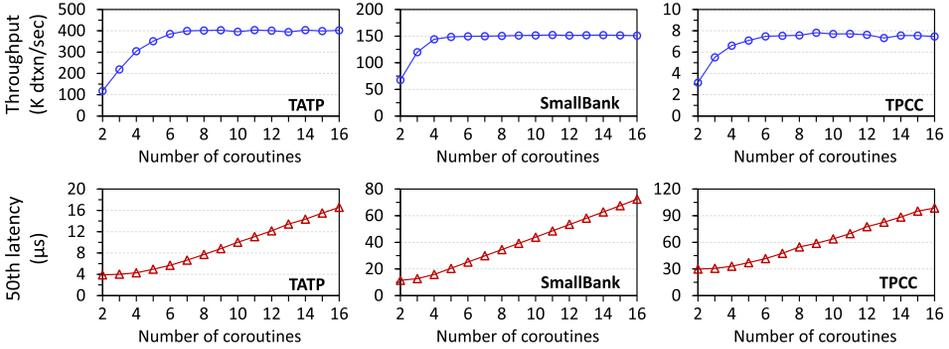 Throughput
(K dtxn/sec)
500
400
300
200
100
0
TATP
2 4 6 8 10 12 14 16
Number of coroutines
200
150
100
50
0
SmallBank
2 4 6 8 10 12 14 16
Number of coroutines
10
8
6
4
2
0
TPCC
2 4 6 8 10 12 14 16
Number of coroutines
50th latency
(μs)
20
16
12
8
4
0
TATP
2 4 6 8 10 12 14 16
Number of coroutines
80
60
40
20
0
SmallBank
2 4 6 8 10 12 14 16
Number of coroutines
120
90
60
30
0
TPCC
2 4 6 8 10 12 14 16
Number of coroutines